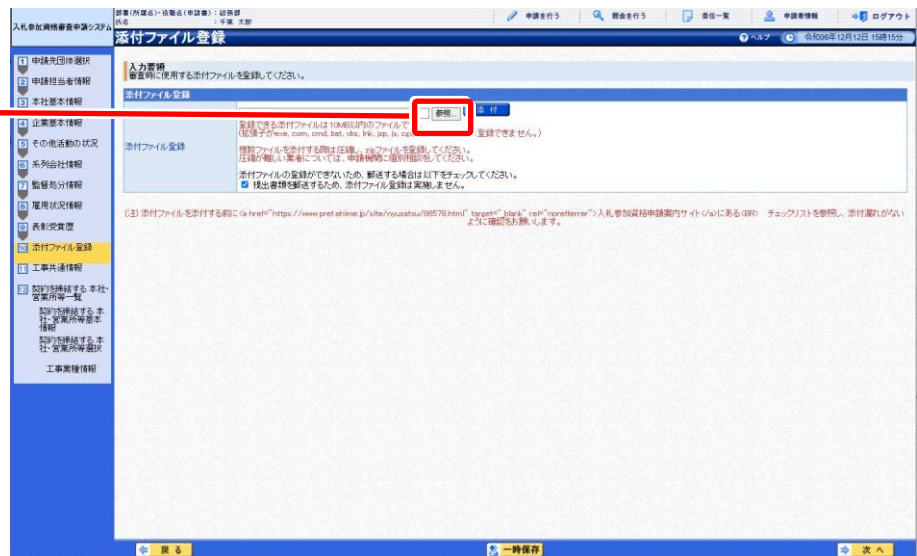 入札参加資格審査申請システム
部署(所属名)・役職名(申請書)：総務部
氏名　：千葉 太郎
申請を行う
照会を行う
委任一覧
申請者情報
ログアウト
添付ファイル登録
ヘルプ
令和06年12月12日 15時15分
1 申請先団体選択
2 申請担当者情報
3 本社基本情報
4 企業基本情報
5 その他活動の状況
6 系列会社情報
7 監督処分情報
8 雇用状況情報
9 表彰受賞歴
10 添付ファイル登録
11 工事共通情報
12 契約を締結する 本社・営業所等一覧
契約を締結する 本社・営業所等基本情報
契約を締結する 本社・営業所等選択
工事業種情報
入力要領
審査時に使用する添付ファイルを登録してください。
添付ファイル登録
添付ファイル登録
参照...
添 付
登録できる添付ファイルは10MB以内のファイルで
(拡張子がexe, com, cmd, bat, vbs, lnk, jsp, js, cgi 登録できません。)
複数ファイルを添付する際は圧縮し、zipファイルを登録してください。
圧縮が難しい業者については、申請機関に個別相談をしてください。
添付ファイルの登録ができないため、郵送する場合は以下をチェックしてください。
提出書類を郵送するため、添付ファイル登録は実施しません。
(注) 添付ファイルを添付する前に<a href="https://www.pref.ehime.jp/site/nyusatsu/86578.html" target="_blank" rel="noreferrer">入札参加資格申請案内サイト</a>にある<BR> チェックリストを参照し、添付漏れがない
ように確認をお願いします。
戻 る
一時保存
次 へ